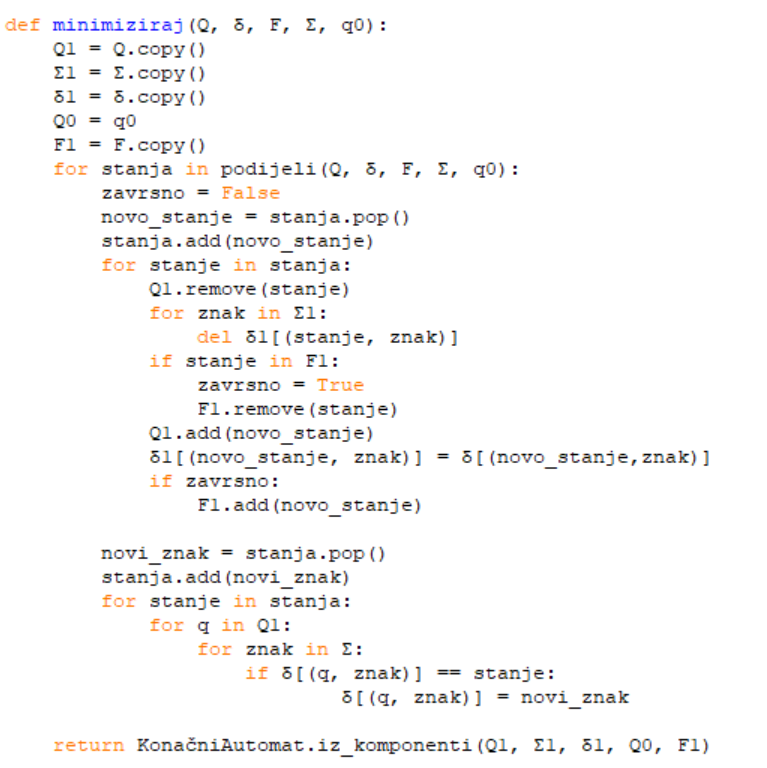 def minimiziraj(Q, δ, F, Σ, q0):
    Q1 = Q.copy()
    Σ1 = Σ.copy()
    δ1 = δ.copy()
    Q0 = q0
    F1 = F.copy()
    for stanja in podijeli(Q, δ, F, Σ, q0):
        zavrsno = False
        novo_stanje = stanja.pop()
        stanja.add(novo_stanje)
        for stanje in stanja:
            Q1.remove(stanje)
            for znak in Σ1:
                del δ1[(stanje, znak)]
            if stanje in F1:
                zavrsno = True
                F1.remove(stanje)
            Q1.add(novo_stanje)
            δ1[(novo_stanje, znak)] = δ[(novo_stanje,znak)]
            if zavrsno:
                F1.add(novo_stanje)

        novi_znak = stanja.pop()
        stanja.add(novi_znak)
        for stanje in stanja:
            for q in Q1:
                for znak in Σ:
                    if δ[(q, znak)] == stanje:
                            δ[(q, znak)] = novi_znak

    return KonačniAutomat.iz_komponenti(Q1, Σ1, δ1, Q0, F1)